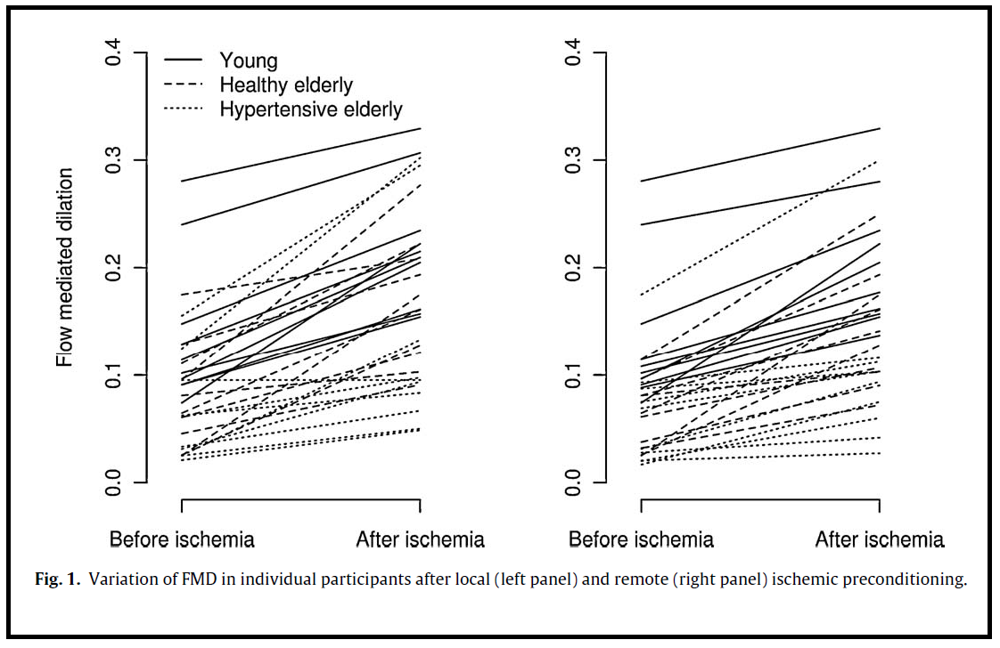 0.4
0.3
0.2
0.1
0.0
Flow mediated dilation
Young
Healthy elderly
Hypertensive elderly
Before ischemia
After ischemia
0.4
0.3
0.2
0.1
0.0
Before ischemia
After ischemia
Fig. 1. Variation of FMD in individual participants after local (left panel) and remote (right panel) ischemic preconditioning.